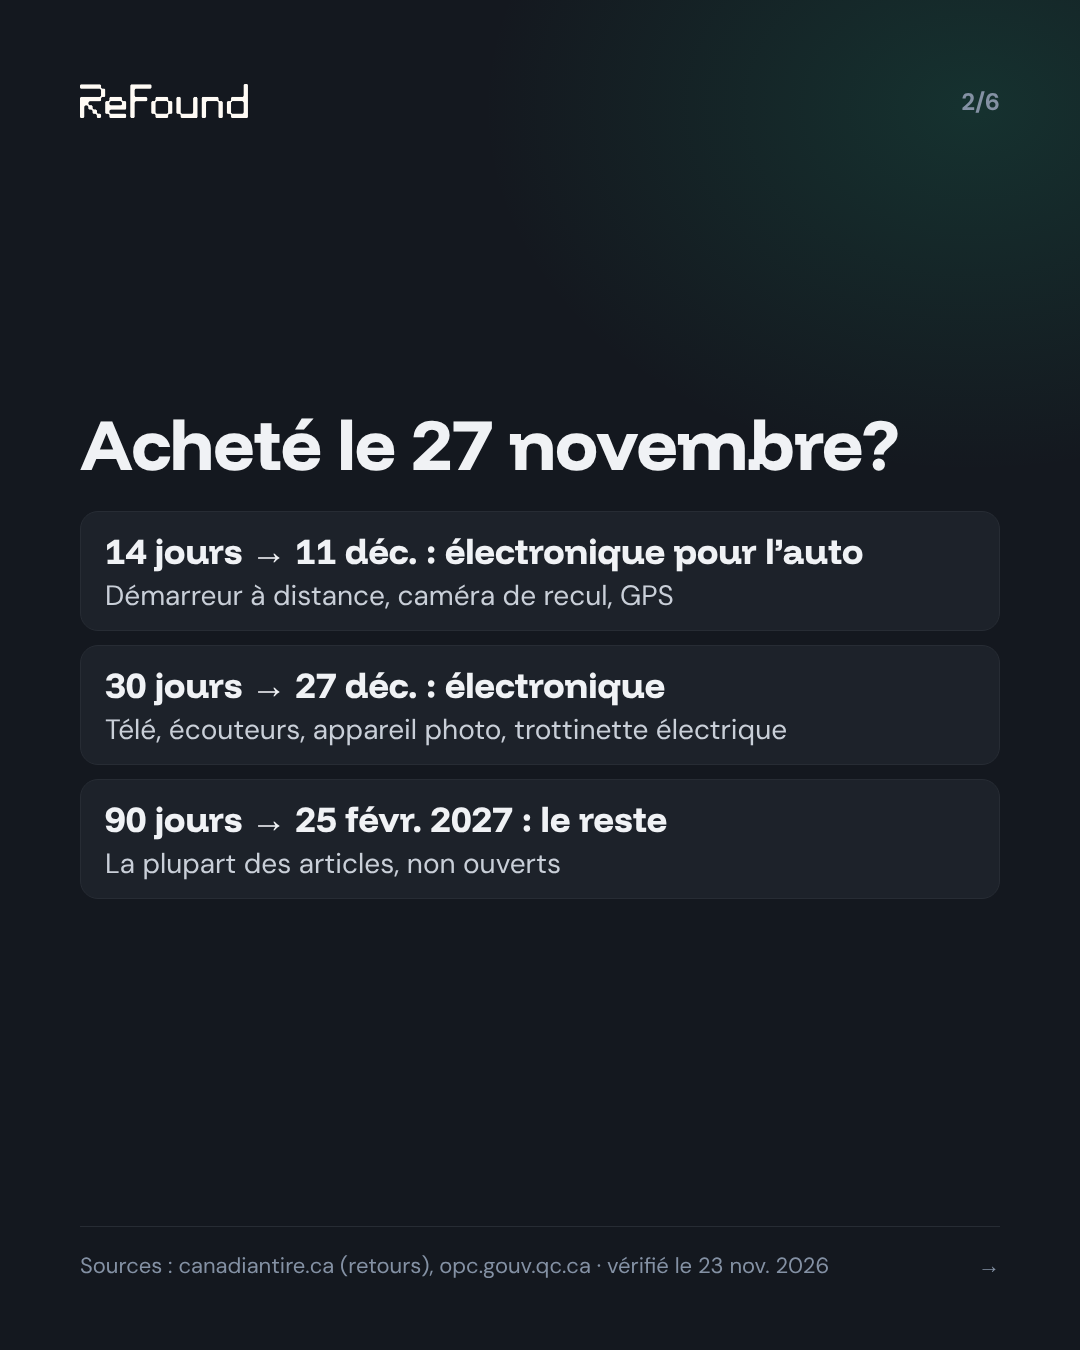 ReFound
2/6
Acheté le 27 novembre?
14 jours → 11 déc. : électronique pour l’auto
Démarreur à distance, caméra de recul, GPS
30 jours → 27 déc. : électronique
Télé, écouteurs, appareil photo, trottinette électrique
90 jours → 25 févr. 2027 : le reste
La plupart des articles, non ouverts
Sources : canadiantire.ca (retours), opc.gouv.qc.ca · vérifié le 23 nov. 2026 →